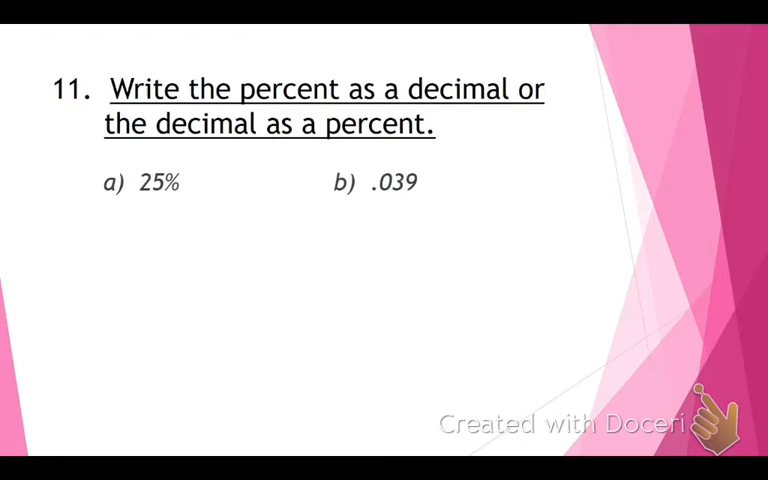 11. Write the percent as a decimal or
the decimal as a percent.
a) 25% b) .039
Created with Doceri